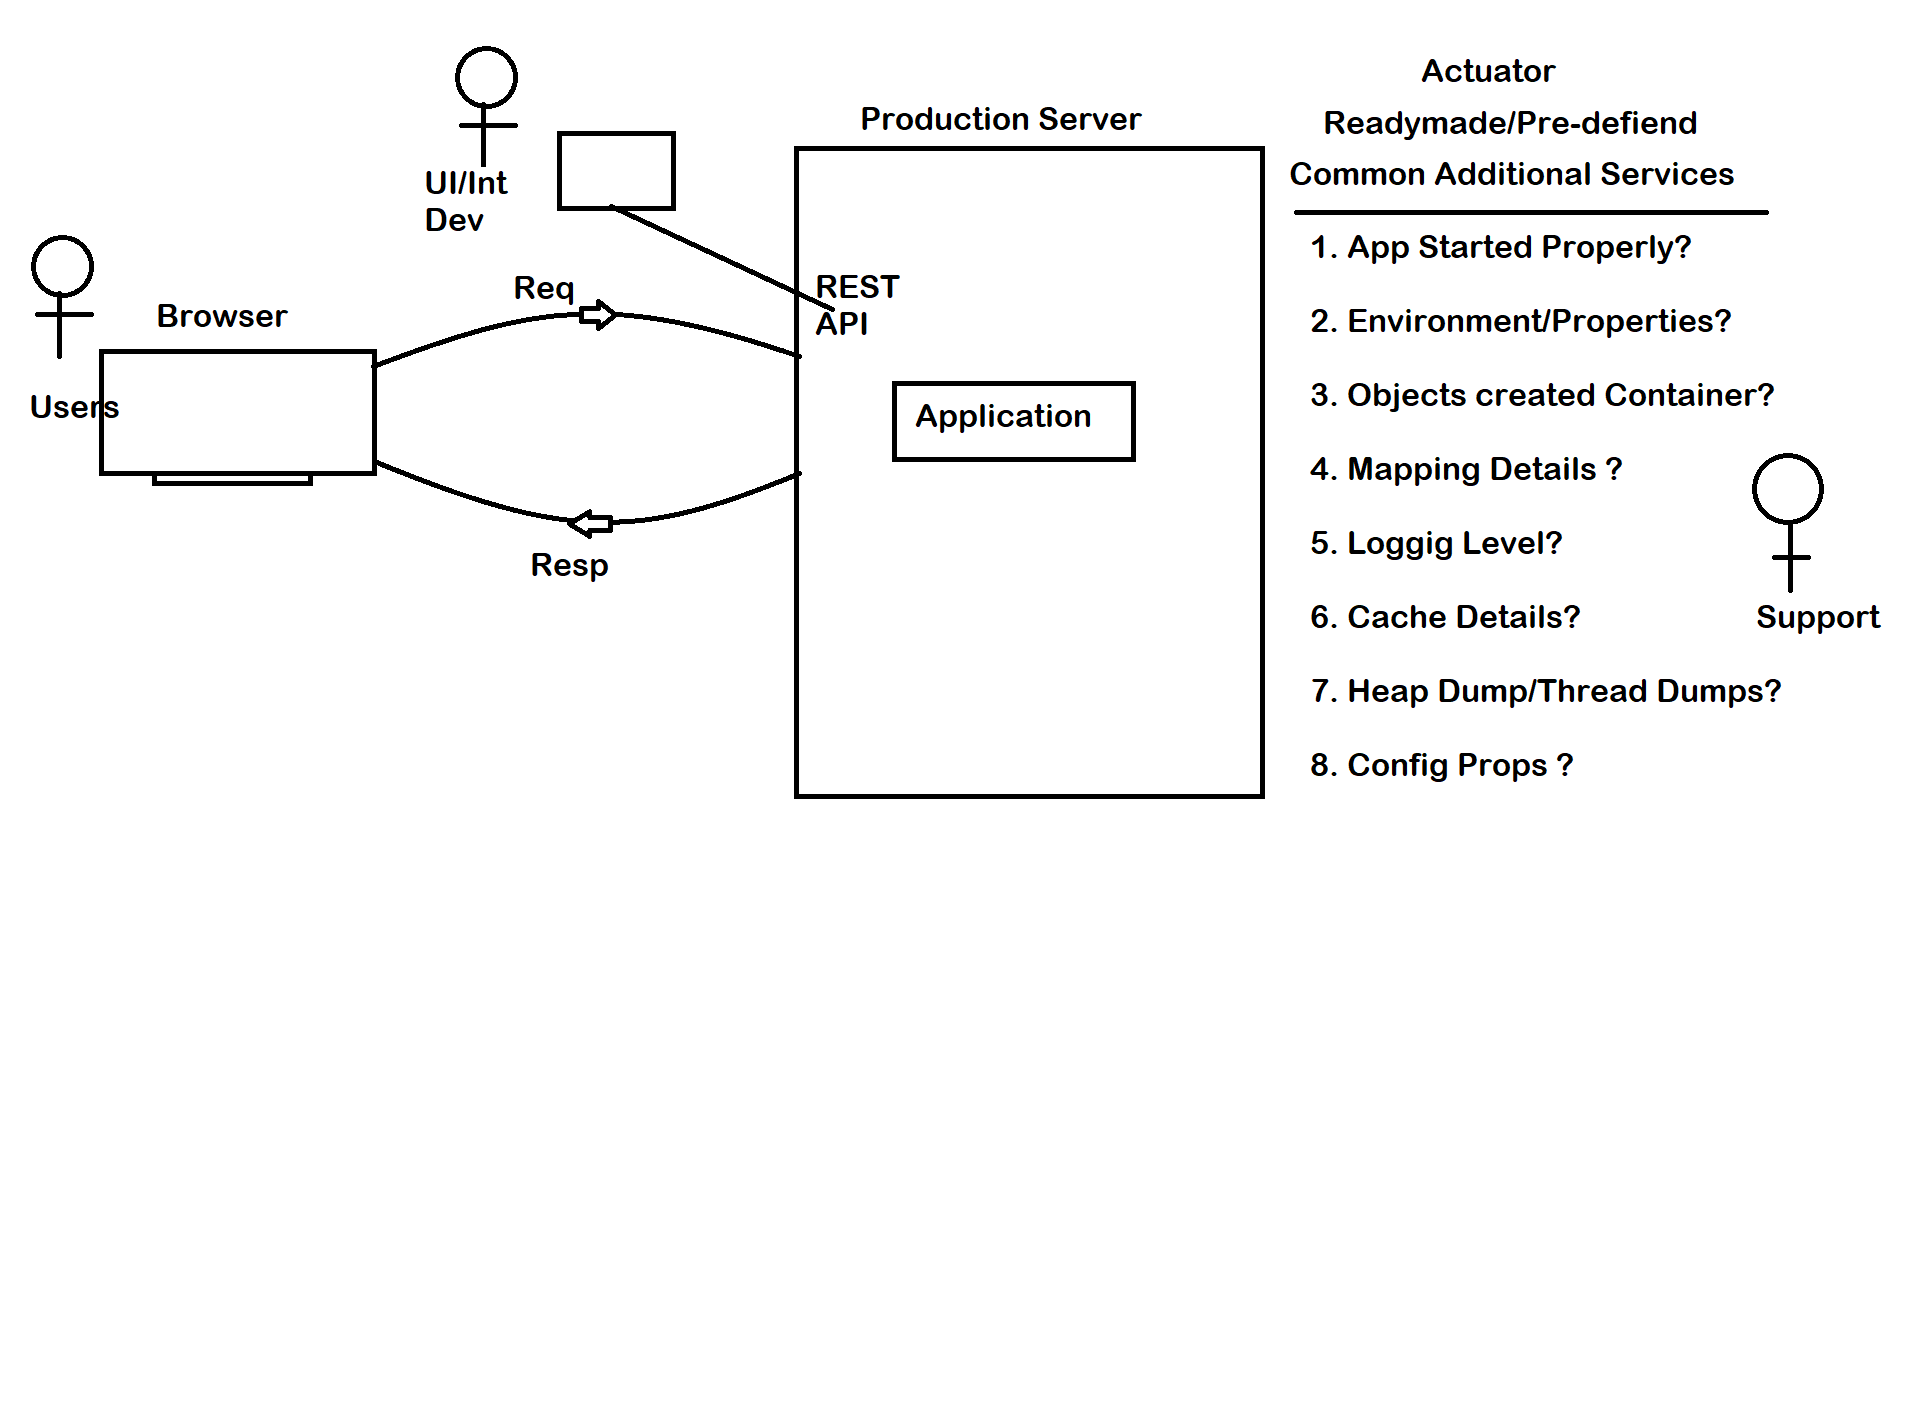 Actuator
Readymade/Pre-defiend
Common Additional Services
Production Server
UI/Int
Dev
Users
Browser
Req
Resp
REST
API
Application
1. App Started Properly?
2. Environment/Properties?
3. Objects created Container?
4. Mapping Details ?
5. Loggig Level?
6. Cache Details?
7. Heap Dump/Thread Dumps?
8. Config Props ?
Support